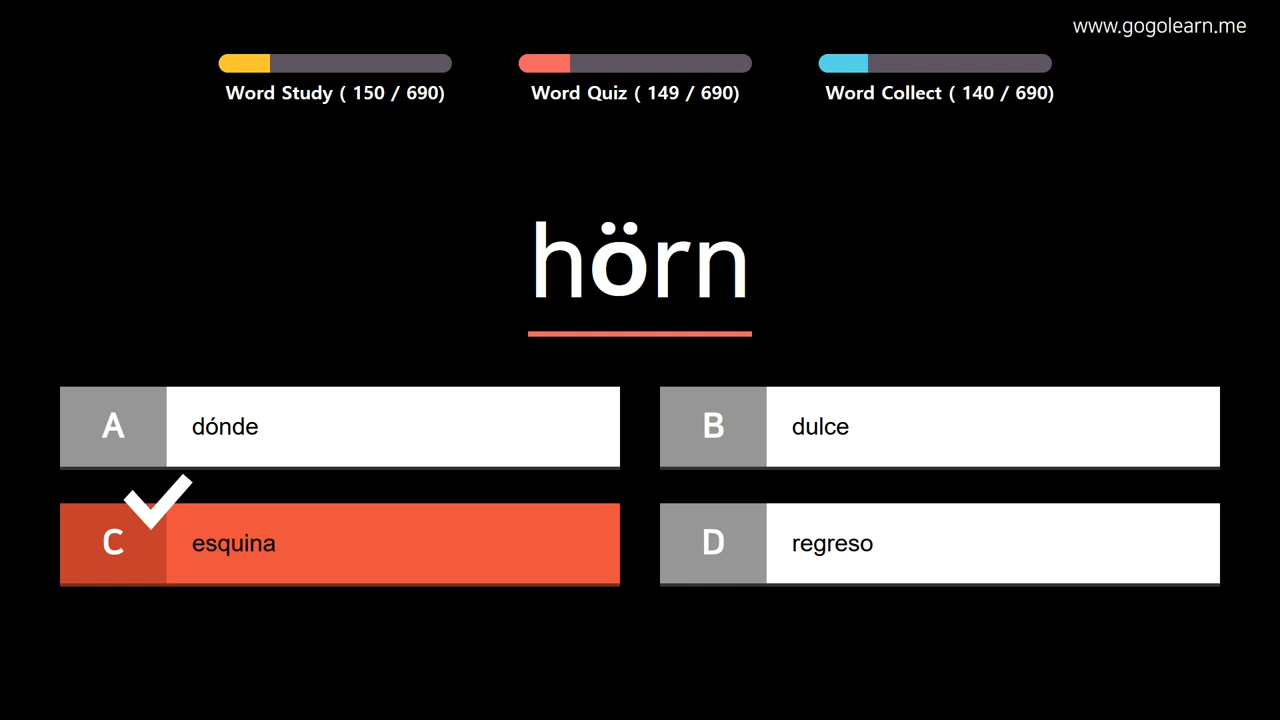 www.gogolearn.me
Word Study ( 150 / 690)
Word Quiz ( 149 / 690)
Word Collect ( 140 / 690)
hörn
A dónde
B dulce
C esquina
D regreso